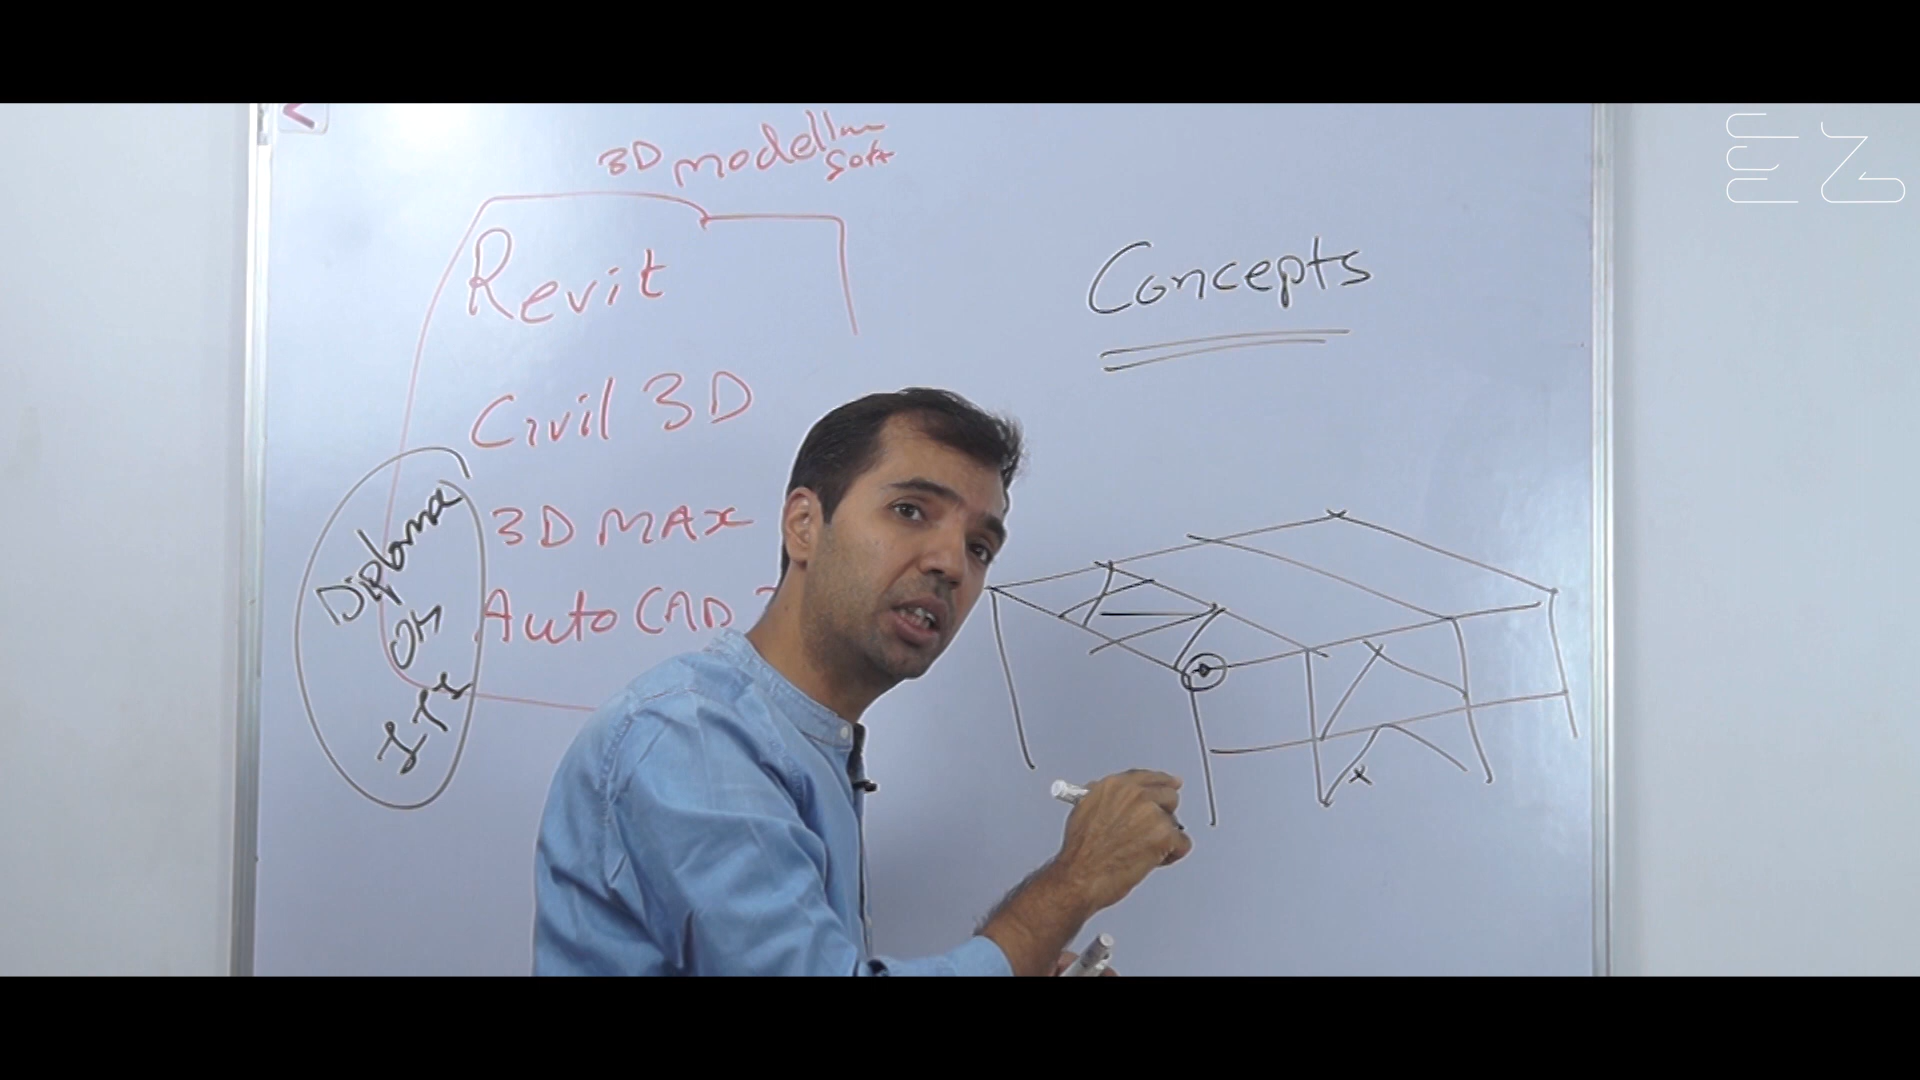 3D modelling
Soft
Revit
Civil 3D
3D MAX
AutoCAD
Diploma
or
ITI
Concepts
EZ